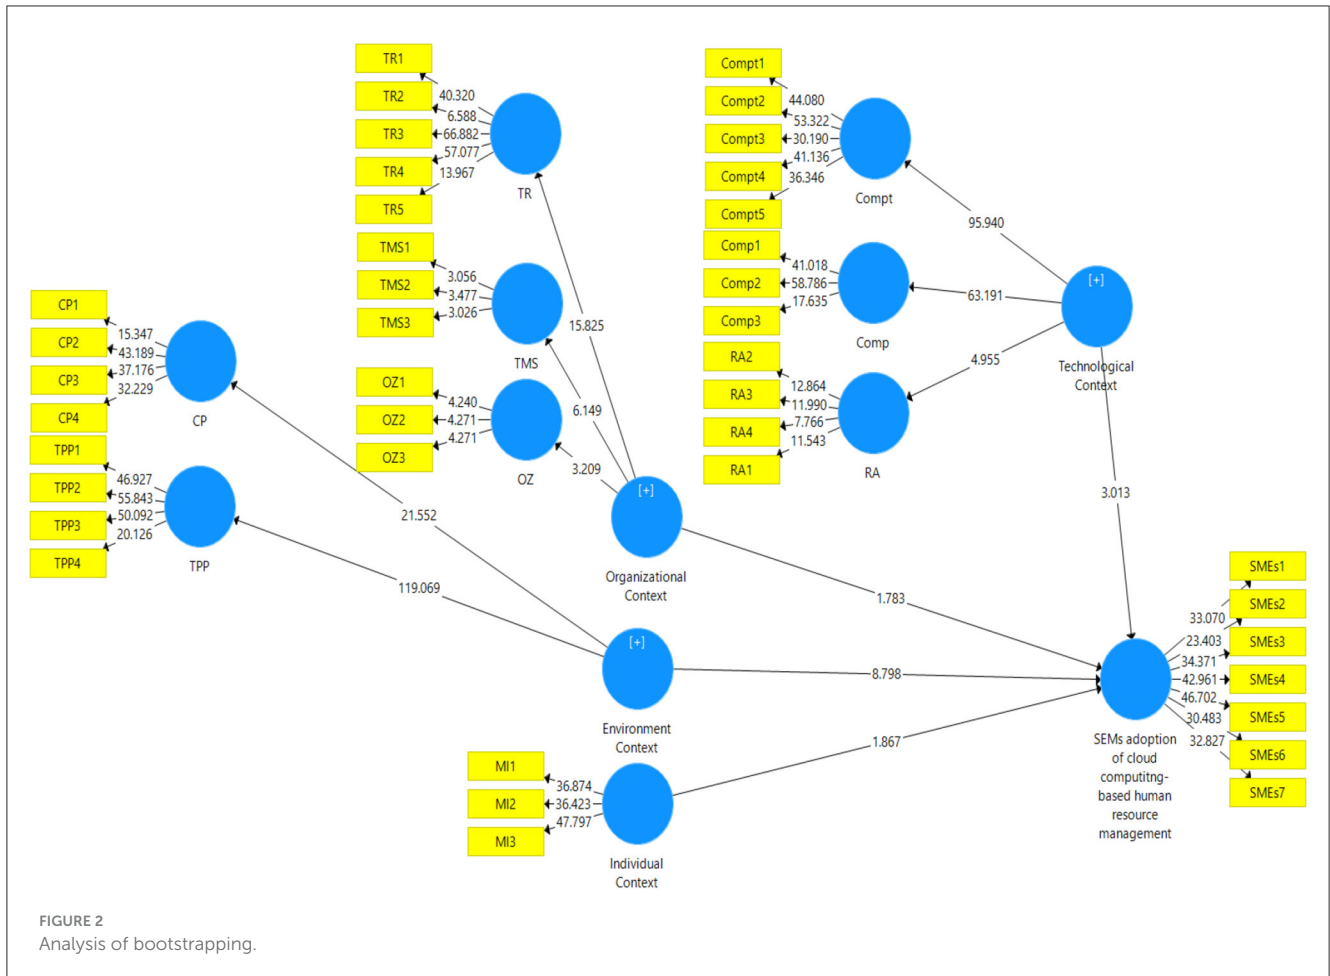 TR1
TR2
TR3
TR4
TR5
40.320
6.588
66.882
57.077
13.967
TR
TMS1
TMS2
TMS3
3.056
3.477
3.026
TMS
OZ1
OZ2
OZ3
4.240
4.271
4.271
OZ
15.825
6.149
3.209
[+]
Organizational
Context
Compt1
Compt2
Compt3
Compt4
Compt5
44.080
53.322
30.190
41.136
36.346
Compt
Comp1
Comp2
Comp3
41.018
58.786
17.635
Comp
RA2
RA3
RA4
RA1
12.864
11.990
7.766
11.543
RA
95.940
63.191
4.955
[+]
Technological
Context
3.013
CP1
CP2
CP3
CP4
15.347
43.189
37.176
32.229
CP
TPP1
TPP2
TPP3
TPP4
46.927
55.843
50.092
20.126
TPP
21.552
119.069
[+]
Environment
Context
1.783
8.798
1.867
MI1
MI2
MI3
36.874
36.423
47.797
Individual
Context
SMEs1
SMEs2
SMEs3
SMEs4
SMEs5
SMEs6
SMEs7
33.070
23.403
34.371
42.961
46.702
30.483
32.827
SEMs adoption
of cloud
computitng-
based human
resource
management
FIGURE 2
Analysis of bootstrapping.